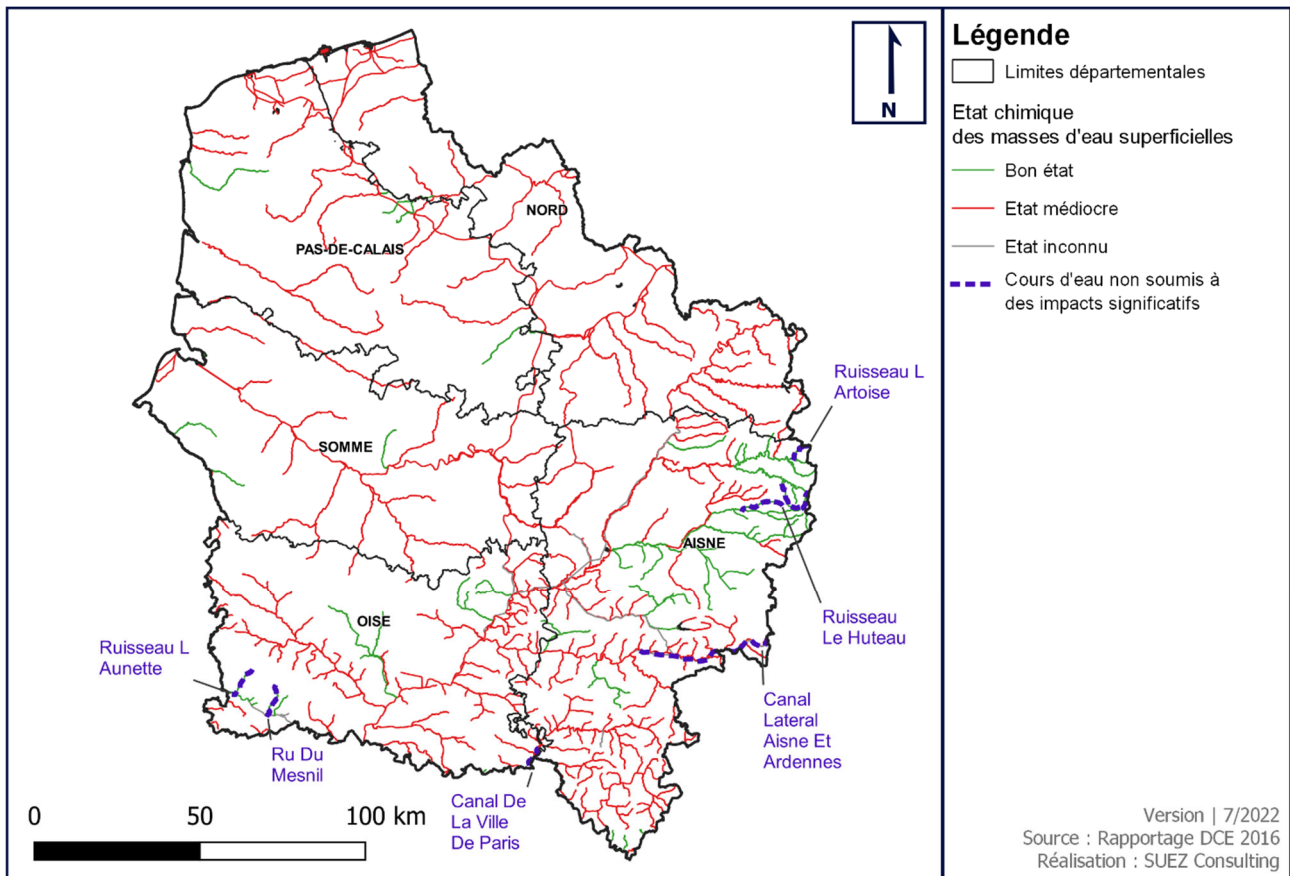 N
NORD
PAS-DE-CALAIS
SOMME
AISNE
OISE
Ruisseau L
Artoise
Ruisseau
Le Huteau
Ruisseau L
Aunette
Ru Du
Mesnil
Canal
Lateral
Aisne Et
Ardennes
Canal De
La Ville
De Paris
0 50 100 km
Légende
Limites départementales
Etat chimique
des masses d'eau superficielles
Bon état
Etat médiocre
Etat inconnu
Cours d'eau non soumis à
des impacts significatifs
Version | 7/2022
Source : Rapportage DCE 2016
Réalisation : SUEZ Consulting